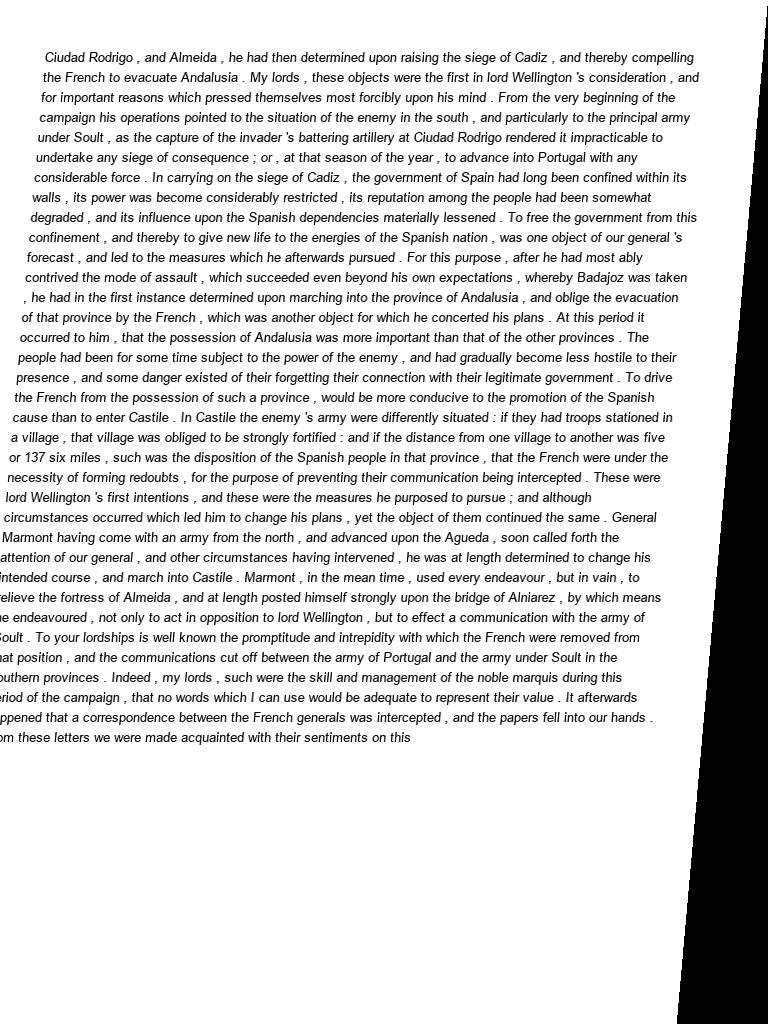 Ciudad Rodrigo , and Almeida , he had then determined upon raising the siege of Cadiz , and thereby compelling
the French to evacuate Andalusia . My lords , these objects were the first in lord Wellington 's consideration , and
for important reasons which pressed themselves most forcibly upon his mind . From the very beginning of the
campaign his operations pointed to the situation of the enemy in the south , and particularly to the principal army
under Soult , as the capture of the invader 's battering artillery at Ciudad Rodrigo rendered it impracticable to
undertake any siege of consequence ; or , at that season of the year , to advance into Portugal with any
considerable force . In carrying on the siege of Cadiz , the government of Spain had long been confined within its
walls , its power was become considerably restricted , its reputation among the people had been somewhat
degraded , and its influence upon the Spanish dependencies materially lessened . To free the government from this
confinement , and thereby to give new life to the energies of the Spanish nation , was one object of our general 's
forecast , and led to the measures which he afterwards pursued . For this purpose , after he had most ably
contrived the mode of assault , which succeeded even beyond his own expectations , whereby Badajoz was taken
, he had in the first instance determined upon marching into the province of Andalusia , and oblige the evacuation
of that province by the French , which was another object for which he concerted his plans . At this period it
occurred to him , that the possession of Andalusia was more important than that of the other provinces . The
people had been for some time subject to the power of the enemy , and had gradually become less hostile to their
presence , and some danger existed of their forgetting their connection with their legitimate government . To drive
the French from the possession of such a province , would be more conducive to the promotion of the Spanish
cause than to enter Castile . In Castile the enemy 's army were differently situated : if they had troops stationed in
a village , that village was obliged to be strongly fortified : and if the distance from one village to another was five
or 137 six miles , such was the disposition of the Spanish people in that province , that the French were under the
necessity of forming redoubts , for the purpose of preventing their communication being intercepted . These were
lord Wellington 's first intentions , and these were the measures he purposed to pursue ; and although
circumstances occurred which led him to change his plans , yet the object of them continued the same . General
Marmont having come with an army from the north , and advanced upon the Agueda , soon called forth the
attention of our general , and other circumstances having intervened , he was at length determined to change his
intended course , and march into Castile . Marmont , in the mean time , used every endeavour , but in vain , to
relieve the fortress of Almeida , and at length posted himself strongly upon the bridge of Alniarez , by which means
he endeavoured , not only to act in opposition to lord Wellington , but to effect a communication with the army of
Soult . To your lordships is well known the promptitude and intrepidity with which the French were removed from
hat position , and the communications cut off between the army of Portugal and the army under Soult in the
outhern provinces . Indeed , my lords , such were the skill and management of the noble marquis during this
eriod of the campaign , that no words which I can use would be adequate to represent their value . It afterwards
ppened that a correspondence between the French generals was intercepted , and the papers fell into our hands .
om these letters we were made acquainted with their sentiments on this